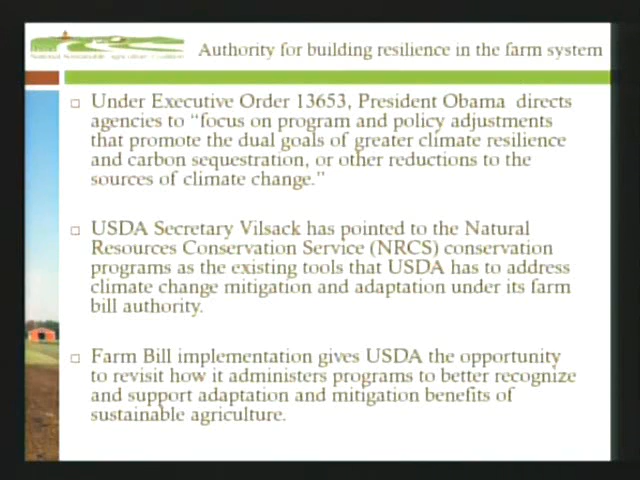 National Sustainable Agriculture Coalition
Authority for building resilience in the farm system
Under Executive Order 13653, President Obama directs
agencies to “focus on program and policy adjustments
that promote the dual goals of greater climate resilience
and carbon sequestration, or other reductions to the
sources of climate change.”
USDA Secretary Vilsack has pointed to the Natural
Resources Conservation Service (NRCS) conservation
programs as the existing tools that USDA has to address
climate change mitigation and adaptation under its farm
bill authority.
Farm Bill implementation gives USDA the opportunity
to revisit how it administers programs to better recognize
and support adaptation and mitigation benefits of
sustainable agriculture.